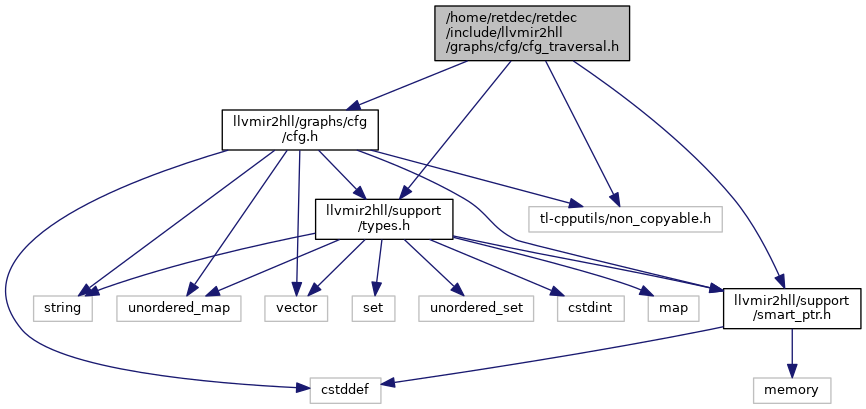 /home/retdec/retdec
/include/llvmir2hll
/graphs/cfg/cfg_traversal.h
llvmir2hll/graphs/cfg
/cfg.h
llvmir2hll/support
/types.h
tl-cpputils/non_copyable.h
string
unordered_map
vector
set
unordered_set
cstdint
map
llvmir2hll/support
/smart_ptr.h
cstddef
memory